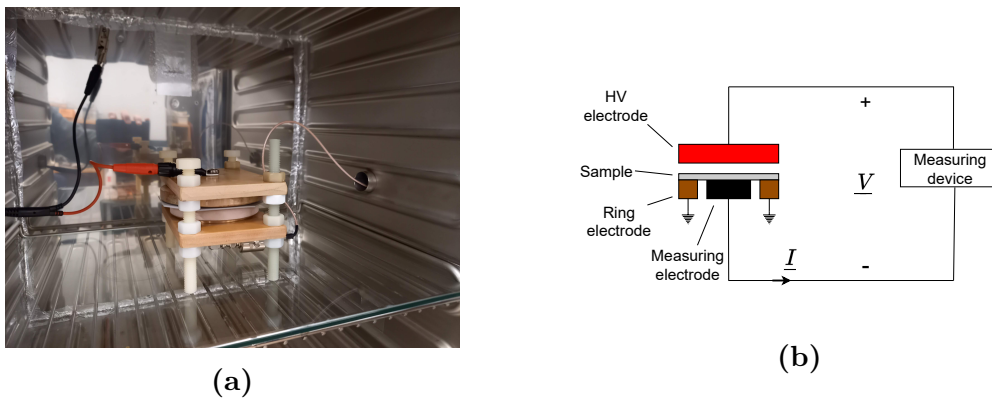 HV
electrode
Sample
Ring
electrode
Measuring
electrode
+
V
-
I
Measuring
device
(a)
(b)